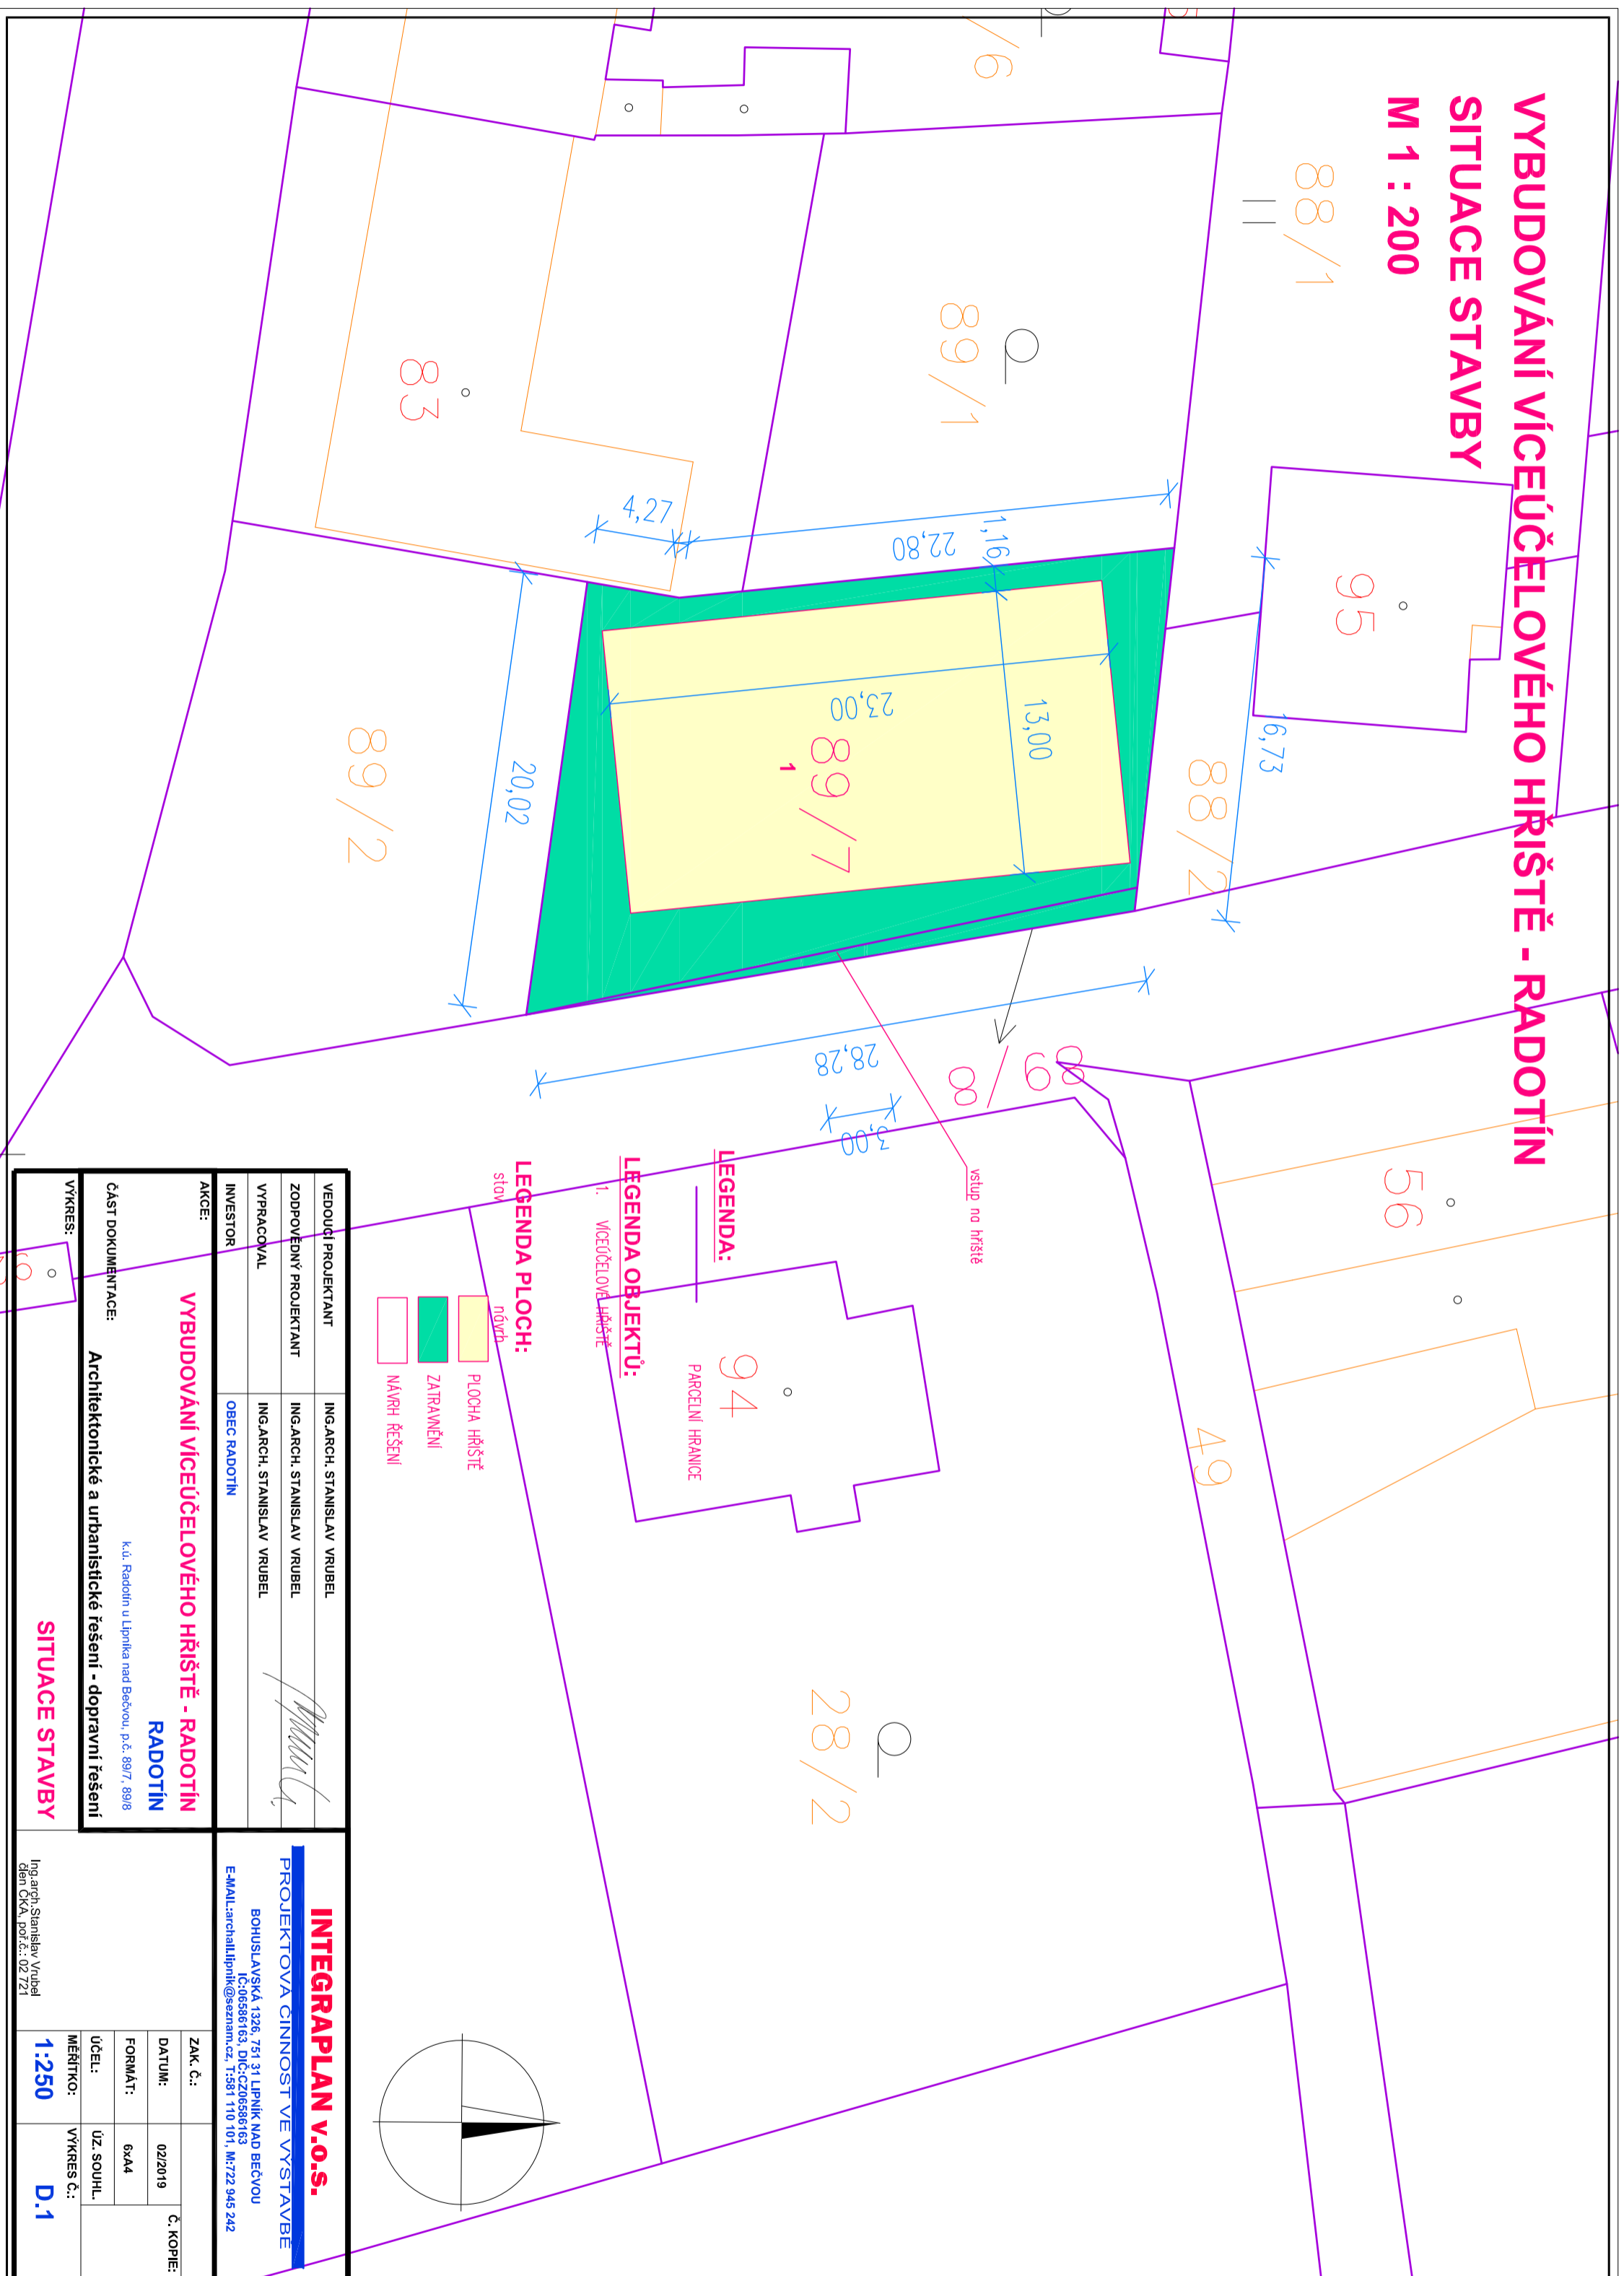 VYBUDOVÁNÍ VÍCEÚČELOVÉHO HŘIŠTĚ - RADOTÍN
SITUACE STAVBY
M 1 : 200
88/1
95
88/2
16,73
56
49
/6
89/1
83
4,27
22,80
1,16
23,00
13,00
89/7
1
20,02
89/2
28,28
3,00
89/8
vstup na hřiště
94
28/2
LEGENDA:
PARCELNÍ HRANICE
LEGENDA OBJEKTŮ:
1. VÍCEÚČELOVÉ HŘIŠTĚ
LEGENDA PLOCH:
stav návrh
PLOCHA HŘIŠTĚ
ZATRAVNĚNÍ
NÁVRH ŘEŠENÍ
VEDOUCÍ PROJEKTANT ING.ARCH. STANISLAV VRUBEL
ZODPOVĚDNÝ PROJEKTANT ING.ARCH. STANISLAV VRUBEL
VYPRACOVAL ING.ARCH. STANISLAV VRUBEL
INVESTOR OBEC RADOTÍN
INTEGRAPLAN v.o.s.
PROJEKTOVÁ ČINNOST VE VÝSTAVBĚ
BOHUSLAVSKÁ 1326, 751 31 LIPNÍK NAD BEČVOU
IČ:06586163, DIČ:CZ06586163
E-MAIL:archall.lipnik@seznam.cz, T:581 110 101, M:722 945 242
AKCE:
VYBUDOVÁNÍ VÍCEÚČELOVÉHO HŘIŠTĚ - RADOTÍN
RADOTÍN
k.ú. Radotín u Lipníka nad Bečvou, p.č. 89/7, 89/8
ČÁST DOKUMENTACE:
Architektonické a urbanistické řešení - dopravní řešení
VÝKRES:
SITUACE STAVBY
Ing.arch.Stanislav Vrubel
člen ČKA, poř.č.: 02 721
ZAK. Č.:
DATUM: 02/2019
Č. KOPIE:
FORMÁT: 6xA4
ÚČEL: ÚZ. SOUHL.
MĚŘÍTKO: VÝKRES Č.:
1:250 D.1